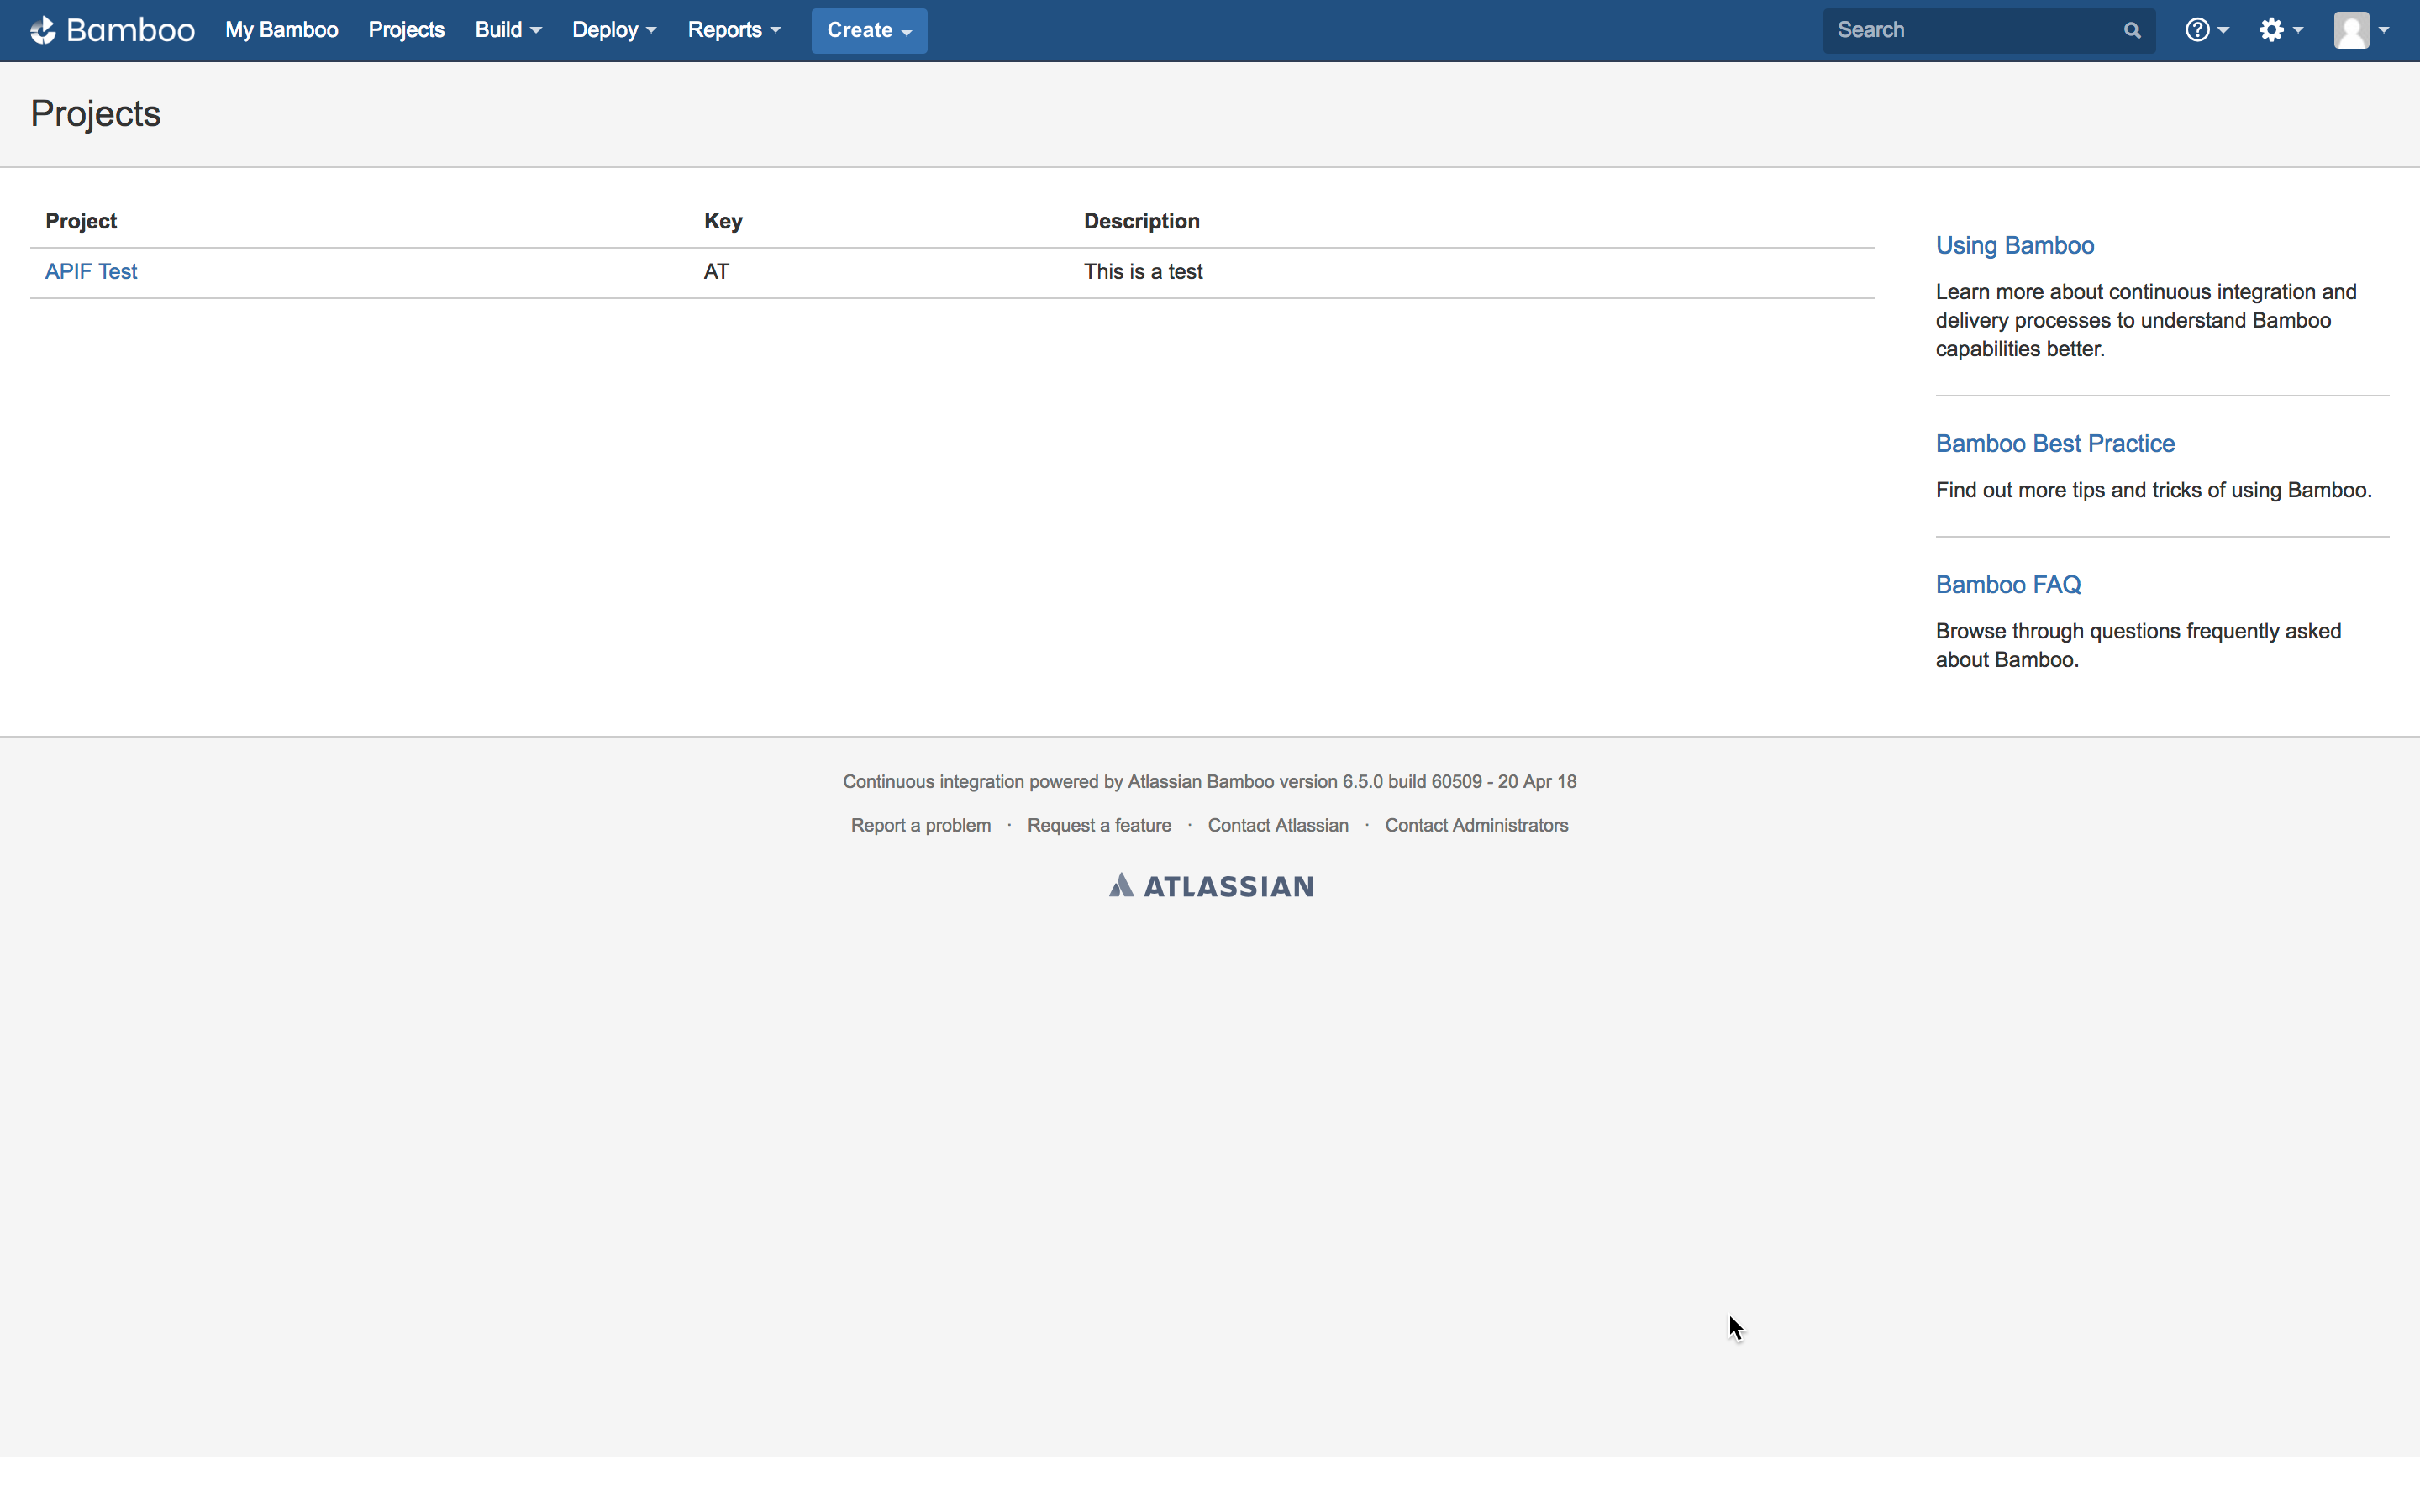 Bamboo My Bamboo Projects Build Deploy Reports Create Search
Projects
Project Key Description
APIF Test AT This is a test
Using Bamboo
Learn more about continuous integration and
delivery processes to understand Bamboo
capabilities better.
Bamboo Best Practice
Find out more tips and tricks of using Bamboo.
Bamboo FAQ
Browse through questions frequently asked
about Bamboo.
Continuous integration powered by Atlassian Bamboo version 6.5.0 build 60509 - 20 Apr 18
Report a problem · Request a feature · Contact Atlassian · Contact Administrators
ATLASSIAN